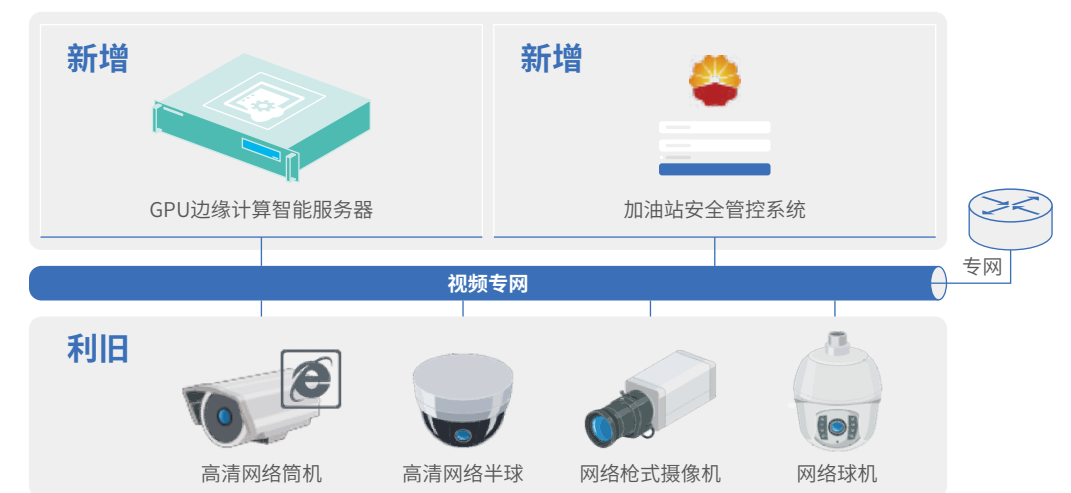 新增
新增
GPU边缘计算智能服务器
加油站安全管控系统
专网
视频专网
利旧
高清网络筒机
高清网络半球
网络枪式摄像机
网络球机